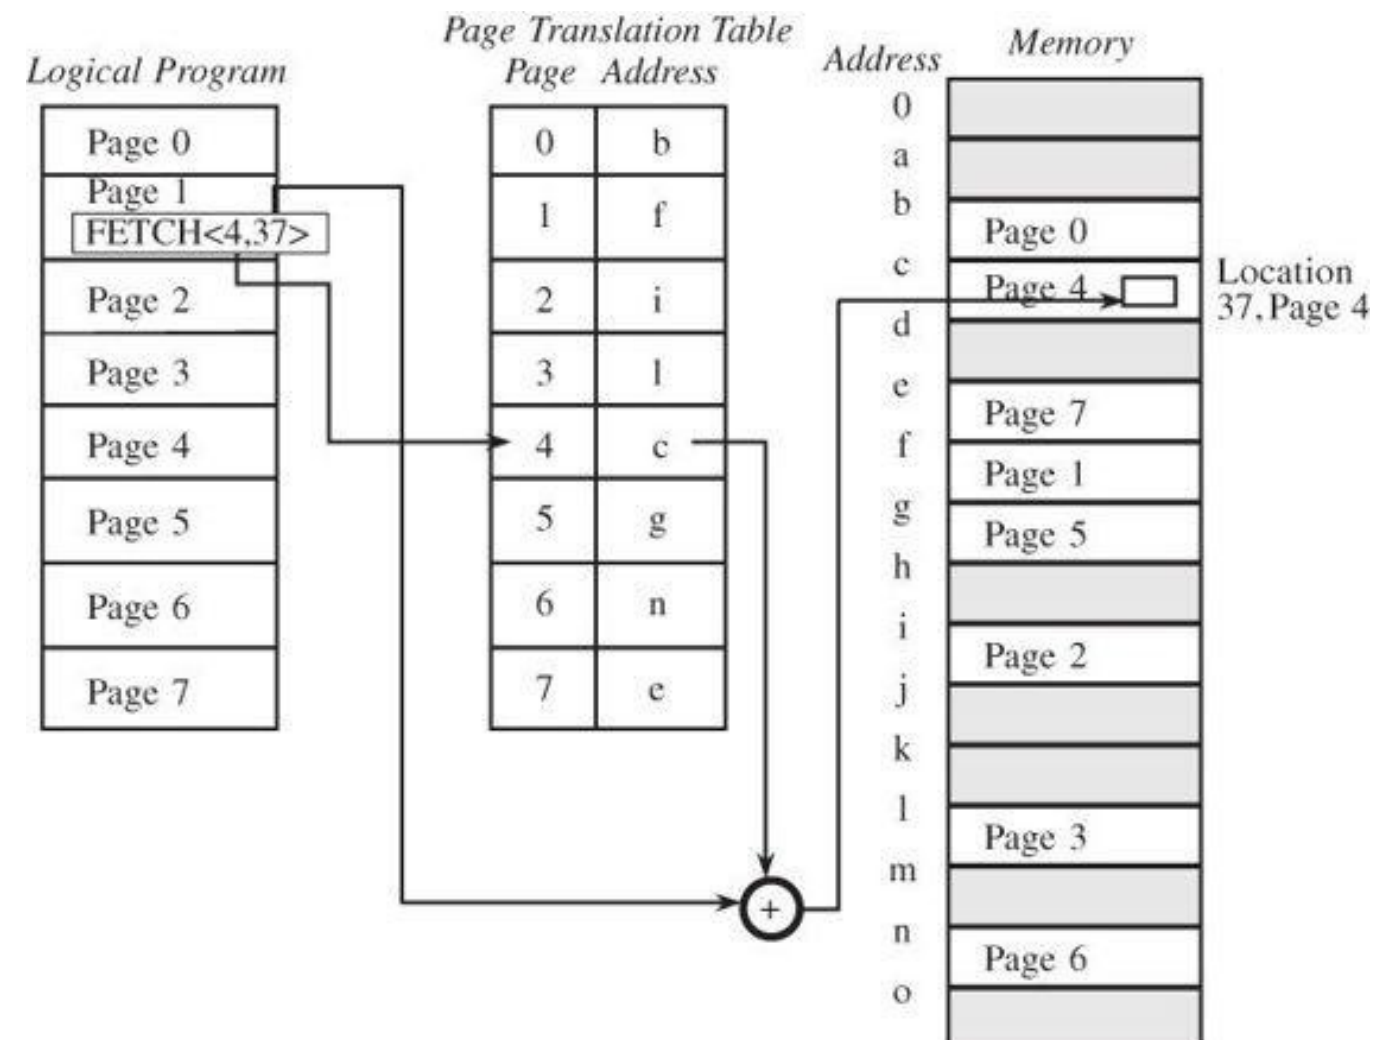 Logical Program
Page 0
Page 1
FETCH<4,37>
Page 2
Page 3
Page 4
Page 5
Page 6
Page 7
Page Translation Table
Page Address
0 b
1 f
2 i
3 l
4 c
5 g
6 n
7 e
+
Address
0
a
b
c
d
e
f
g
h
i
j
k
l
m
n
o
Memory
Page 0
Page 4
Page 7
Page 1
Page 5
Page 2
Page 3
Page 6
Location
37, Page 4